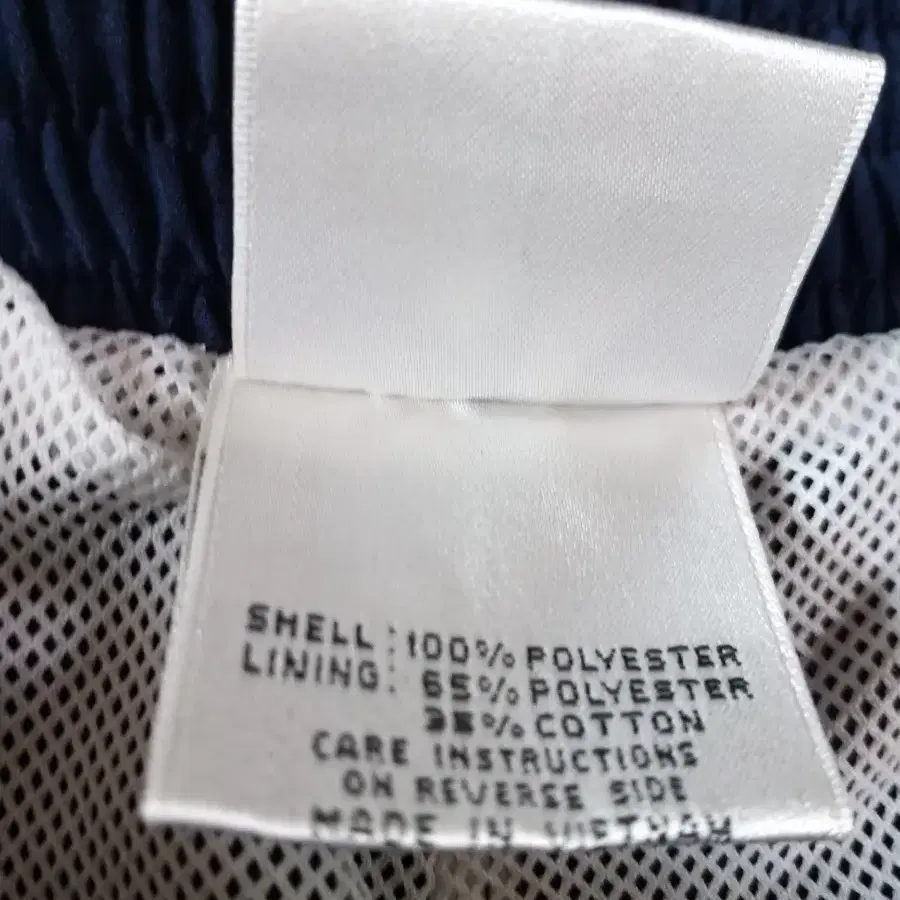 SHELL : 100% POLYESTER
LINING: 65% POLYESTER
35% COTTON
CARE INSTRUCTIONS
ON REVERSE SIDE
MADE IN VIETNAM